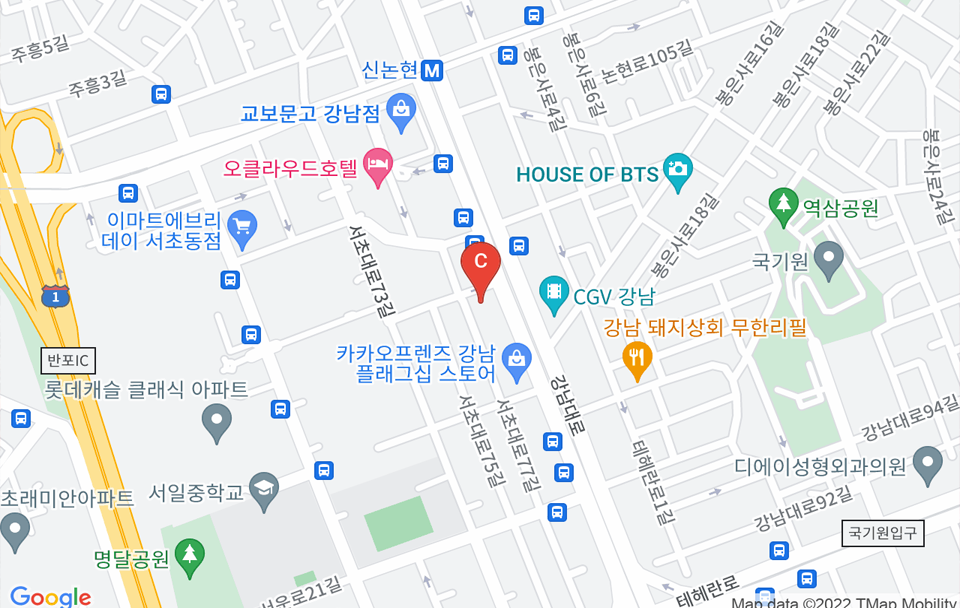 주흥5길
주흥3길
신논현
M
교보문고 강남점
오클라우드호텔
봉은사로4길
봉은사로6길
논현로105길
봉은사로16길
봉은사로18길
봉은사로22길
봉은사로24길
HOUSE OF BTS
역삼공원
이마트에브리
데이 서초동점
서초대로73길
봉은사로18길
국기원
C
1
CGV 강남
강남 돼지상회 무한리필
반포IC
카카오프렌즈 강남
플래그십 스토어
롯데캐슬 클래식 아파트
강남대로
서초대로75길
서초대로77길
강남대로94길
테헤란로1길
디에이성형외과의원
초래미안아파트
서일중학교
강남대로92길
국기원입구
명달공원
서운로21길
테헤란로
Google
Map data ©2022 TMap Mobility